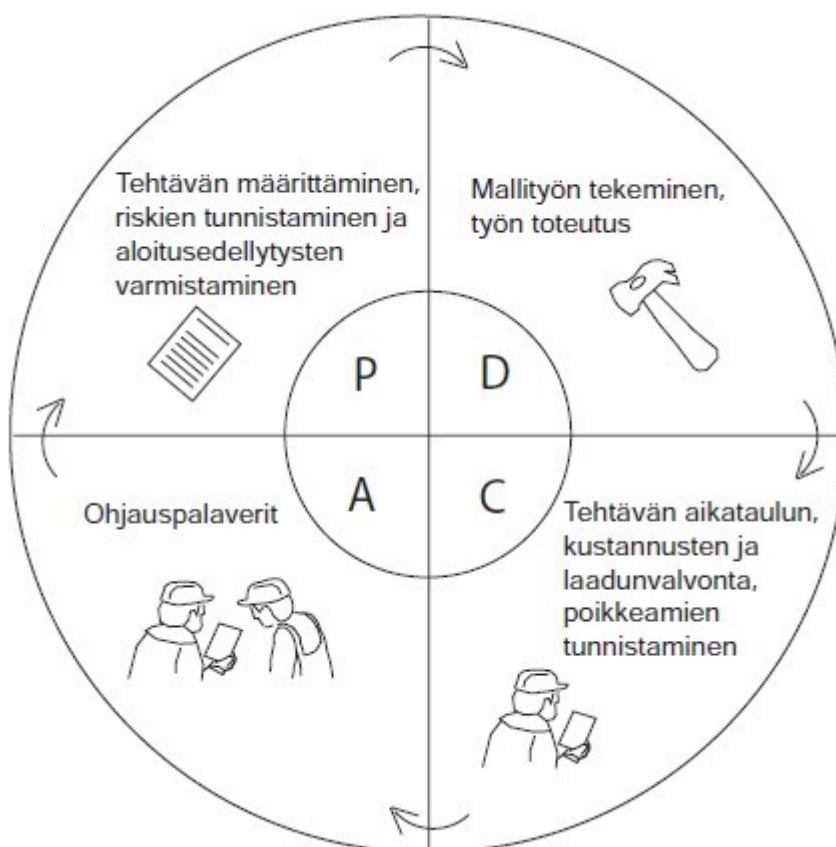 Tehtävän määrittäminen,
riskien tunnistaminen ja
aloitusedellytysten
varmistaminen
Mallityön tekeminen,
työn toteutus
P
D
A
C
Ohjauspalaverit
Tehtävän aikataulun,
kustannusten ja
laadunvalvonta,
poikkeamien
tunnistaminen